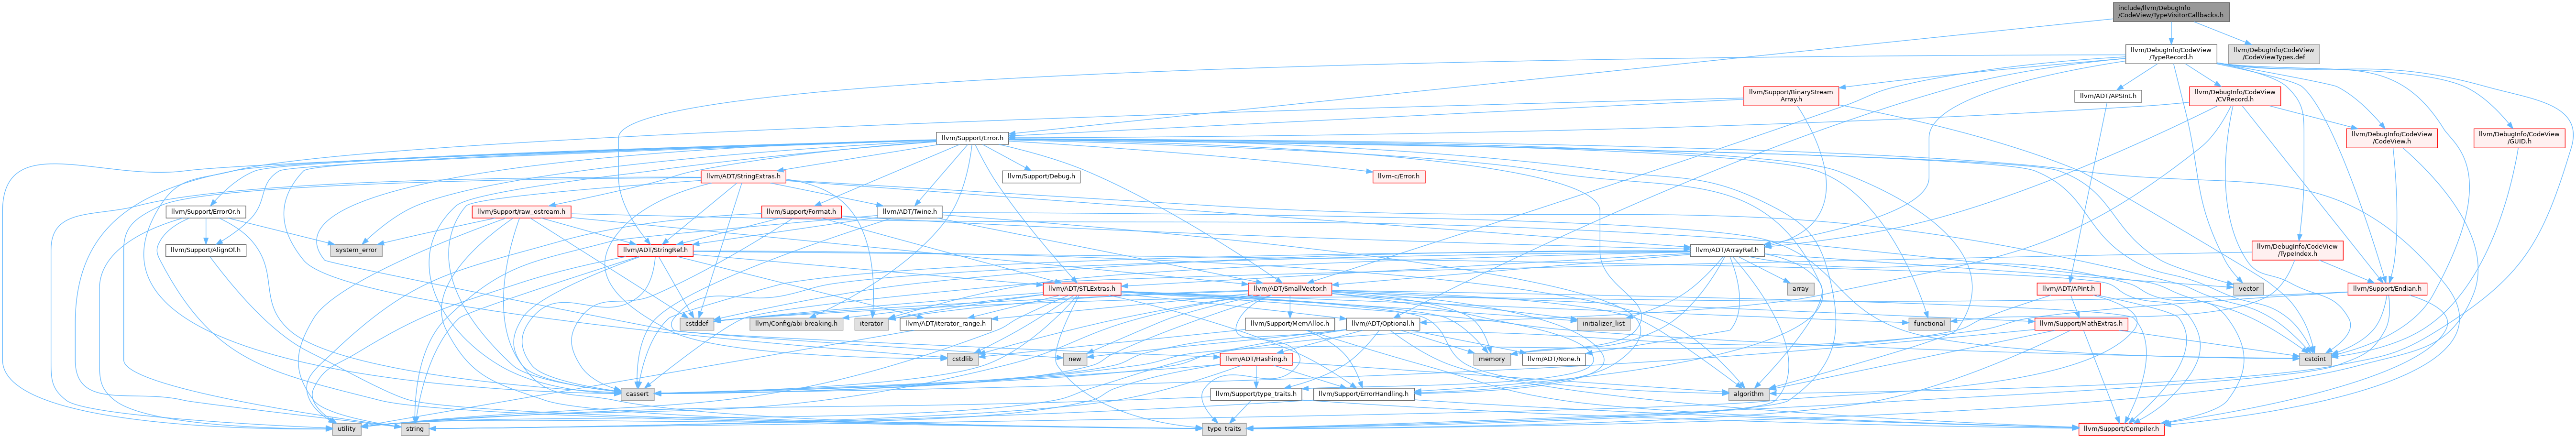 include/llvm/DebugInfo
/CodeView/TypeVisitorCallbacks.h
llvm/DebugInfo/CodeView
/TypeRecord.h
llvm/DebugInfo/CodeView
/CodeViewTypes.def
llvm/Support/BinaryStream
Array.h
llvm/ADT/APSInt.h
llvm/DebugInfo/CodeView
/CVRecord.h
llvm/Support/Error.h
llvm/DebugInfo/CodeView
/CodeView.h
llvm/DebugInfo/CodeView
/GUID.h
llvm/ADT/StringExtras.h
llvm/Support/Debug.h
llvm-c/Error.h
llvm/Support/ErrorOr.h
llvm/Support/raw_ostream.h
llvm/Support/Format.h
llvm/ADT/Twine.h
llvm/Support/AlignOf.h
system_error
llvm/ADT/StringRef.h
llvm/ADT/ArrayRef.h
llvm/DebugInfo/CodeView
/TypeIndex.h
llvm/ADT/STLExtras.h
llvm/ADT/SmallVector.h
array
llvm/ADT/APInt.h
vector
llvm/Support/Endian.h
cstddef
llvm/Config/abi-breaking.h
iterator
llvm/ADT/iterator_range.h
llvm/Support/MemAlloc.h
llvm/ADT/Optional.h
initializer_list
functional
llvm/Support/MathExtras.h
cstdlib
new
llvm/ADT/Hashing.h
memory
llvm/ADT/None.h
cstdint
cassert
llvm/Support/type_traits.h
llvm/Support/ErrorHandling.h
algorithm
utility
string
type_traits
llvm/Support/Compiler.h